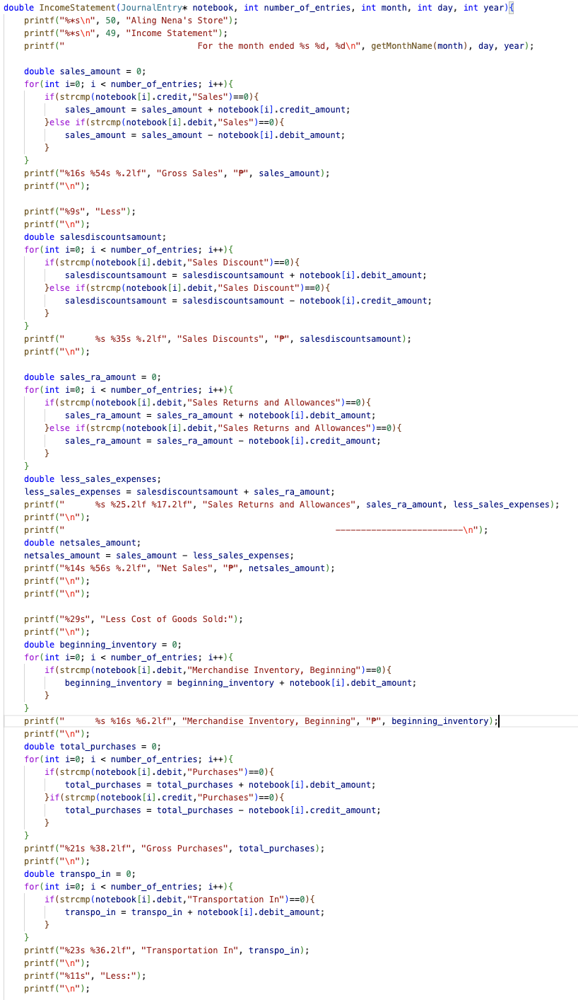 double IncomeStatement(JournalEntry* notebook, int number_of_entries, int month, int day, int year){
    printf("%*s\n", 50, "Aling Nena's Store");
    printf("%*s\n", 49, "Income Statement");
    printf("                          For the month ended %s %d, %d\n", getMonthName(month), day, year);

    double sales_amount = 0;
    for(int i=0; i < number_of_entries; i++){
        if(strcmp(notebook[i].credit,"Sales")==0){
            sales_amount = sales_amount + notebook[i].credit_amount;
        }else if(strcmp(notebook[i].debit,"Sales")==0){
            sales_amount = sales_amount - notebook[i].debit_amount;
        }
    }
    printf("%16s %54s %.2lf", "Gross Sales", "₱", sales_amount);
    printf("\n");

    printf("%9s", "Less");
    printf("\n");
    double salesdiscountsamount;
    for(int i=0; i < number_of_entries; i++){
        if(strcmp(notebook[i].debit,"Sales Discount")==0){
            salesdiscountsamount = salesdiscountsamount + notebook[i].debit_amount;
        }else if(strcmp(notebook[i].debit,"Sales Discount")==0){
            salesdiscountsamount = salesdiscountsamount - notebook[i].credit_amount;
        }
    }
    printf("      %s %35s %.2lf", "Sales Discounts", "₱", salesdiscountsamount);
    printf("\n");

    double sales_ra_amount = 0;
    for(int i=0; i < number_of_entries; i++){
        if(strcmp(notebook[i].debit,"Sales Returns and Allowances")==0){
            sales_ra_amount = sales_ra_amount + notebook[i].debit_amount;
        }else if(strcmp(notebook[i].debit,"Sales Returns and Allowances")==0){
            sales_ra_amount = sales_ra_amount - notebook[i].credit_amount;
        }
    }
    double less_sales_expenses;
    less_sales_expenses = salesdiscountsamount + sales_ra_amount;
    printf("      %s %25.2lf %17.2lf", "Sales Returns and Allowances", sales_ra_amount, less_sales_expenses);
    printf("\n");
    printf("                                                     -------------------------\n");
    double netsales_amount;
    netsales_amount = sales_amount - less_sales_expenses;
    printf("%14s %56s %.2lf", "Net Sales", "₱", netsales_amount);
    printf("\n");
    printf("\n");

    printf("%29s", "Less Cost of Goods Sold:");
    printf("\n");
    double beginning_inventory = 0;
    for(int i=0; i < number_of_entries; i++){
        if(strcmp(notebook[i].debit,"Merchandise Inventory, Beginning")==0){
            beginning_inventory = beginning_inventory + notebook[i].debit_amount;
        }
    }
    printf("      %s %16s %6.2lf", "Merchandise Inventory, Beginning", "₱", beginning_inventory);
    printf("\n");
    double total_purchases = 0;
    for(int i=0; i < number_of_entries; i++){
        if(strcmp(notebook[i].debit,"Purchases")==0){
            total_purchases = total_purchases + notebook[i].debit_amount;
        }if(strcmp(notebook[i].credit,"Purchases")==0){
            total_purchases = total_purchases - notebook[i].credit_amount;
        }
    }
    printf("%21s %38.2lf", "Gross Purchases", total_purchases);
    printf("\n");
    double transpo_in = 0;
    for(int i=0; i < number_of_entries; i++){
        if(strcmp(notebook[i].debit,"Transportation In")==0){
            transpo_in = transpo_in + notebook[i].debit_amount;
        }
    }
    printf("%23s %36.2lf", "Transportation In", transpo_in);
    printf("\n");
    printf("%11s", "Less:");
    printf("\n");